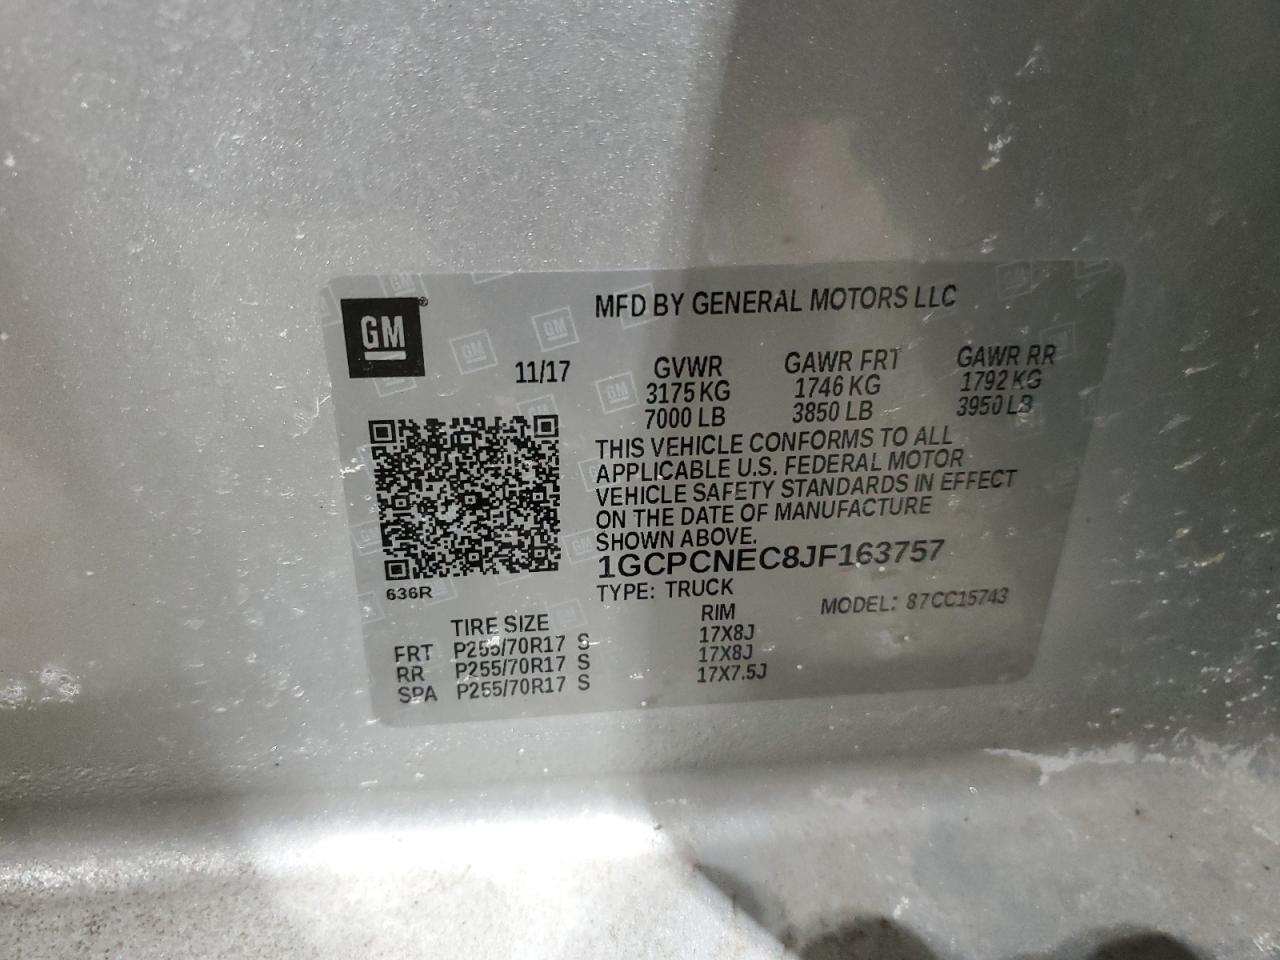 GM ®
MFD BY GENERAL MOTORS LLC
11/17 GVWR GAWR FRT GAWR RR
3175 KG 1746 KG 1792 KG
7000 LB 3850 LB 3950 LB
THIS VEHICLE CONFORMS TO ALL
APPLICABLE U.S. FEDERAL MOTOR
VEHICLE SAFETY STANDARDS IN EFFECT
ON THE DATE OF MANUFACTURE
SHOWN ABOVE.
1GCPCNEC8JF163757
636R
TYPE: TRUCK MODEL: 87CC15743
TIRE SIZE RIM
FRT P255/70R17 S 17X8J
RR P255/70R17 S 17X8J
SPA P255/70R17 S 17X7.5J